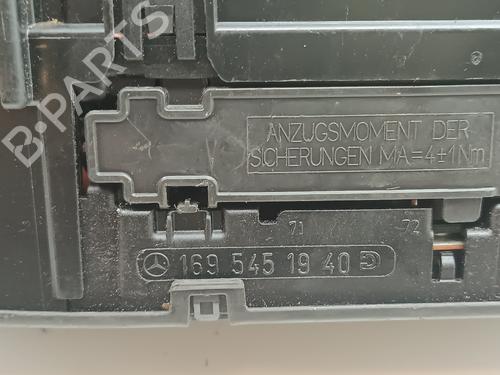 B-PARTS
ANZUGSMOMENT DER
SICHERUNGEN MA=4±1Nm
71 72
169 545 19 40 D